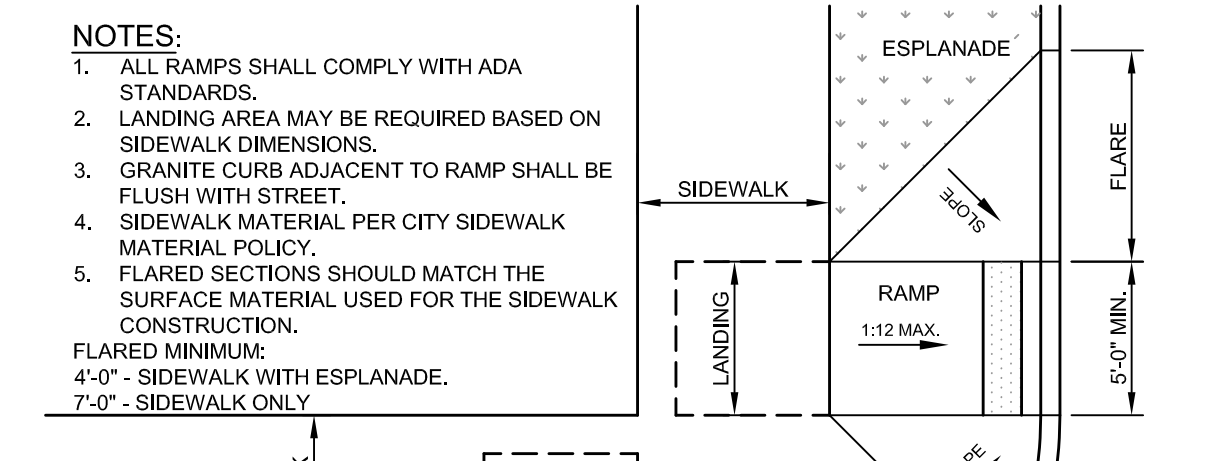 NOTES:
1. ALL RAMPS SHALL COMPLY WITH ADA
STANDARDS.
2. LANDING AREA MAY BE REQUIRED BASED ON
SIDEWALK DIMENSIONS.
3. GRANITE CURB ADJACENT TO RAMP SHALL BE
FLUSH WITH STREET.
4. SIDEWALK MATERIAL PER CITY SIDEWALK
MATERIAL POLICY.
5. FLARED SECTIONS SHOULD MATCH THE
SURFACE MATERIAL USED FOR THE SIDEWALK
CONSTRUCTION.
FLARED MINIMUM:
4'-0" - SIDEWALK WITH ESPLANADE.
7'-0" - SIDEWALK ONLY
SIDEWALK
ESPLANADE
SLOPE
FLARE
LANDING
RAMP
1:12 MAX.
5'-0" MIN.